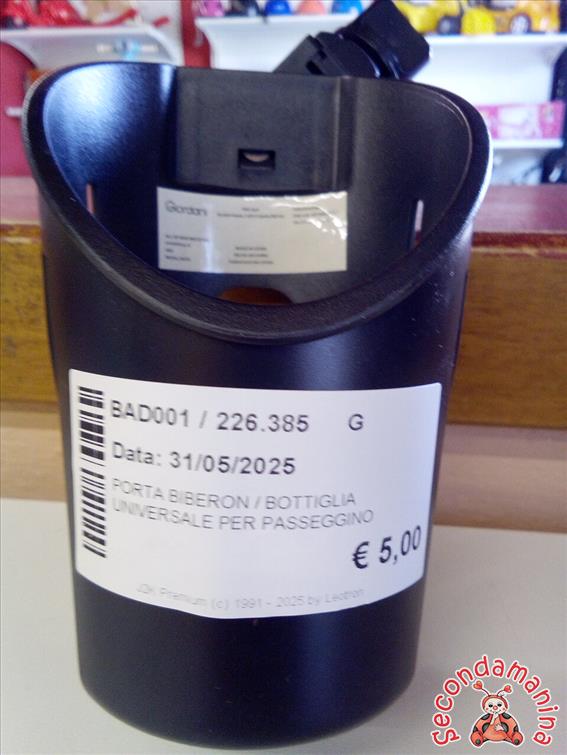 Giordani
BAD001 / 226.385 G
Data: 31/05/2025
PORTA BIBERON / BOTTIGLIA
UNIVERSALE PER PASSEGGINO
€ 5,00
J2K Premium (c) 1991 - 2025 by Leotron
Secondamanina